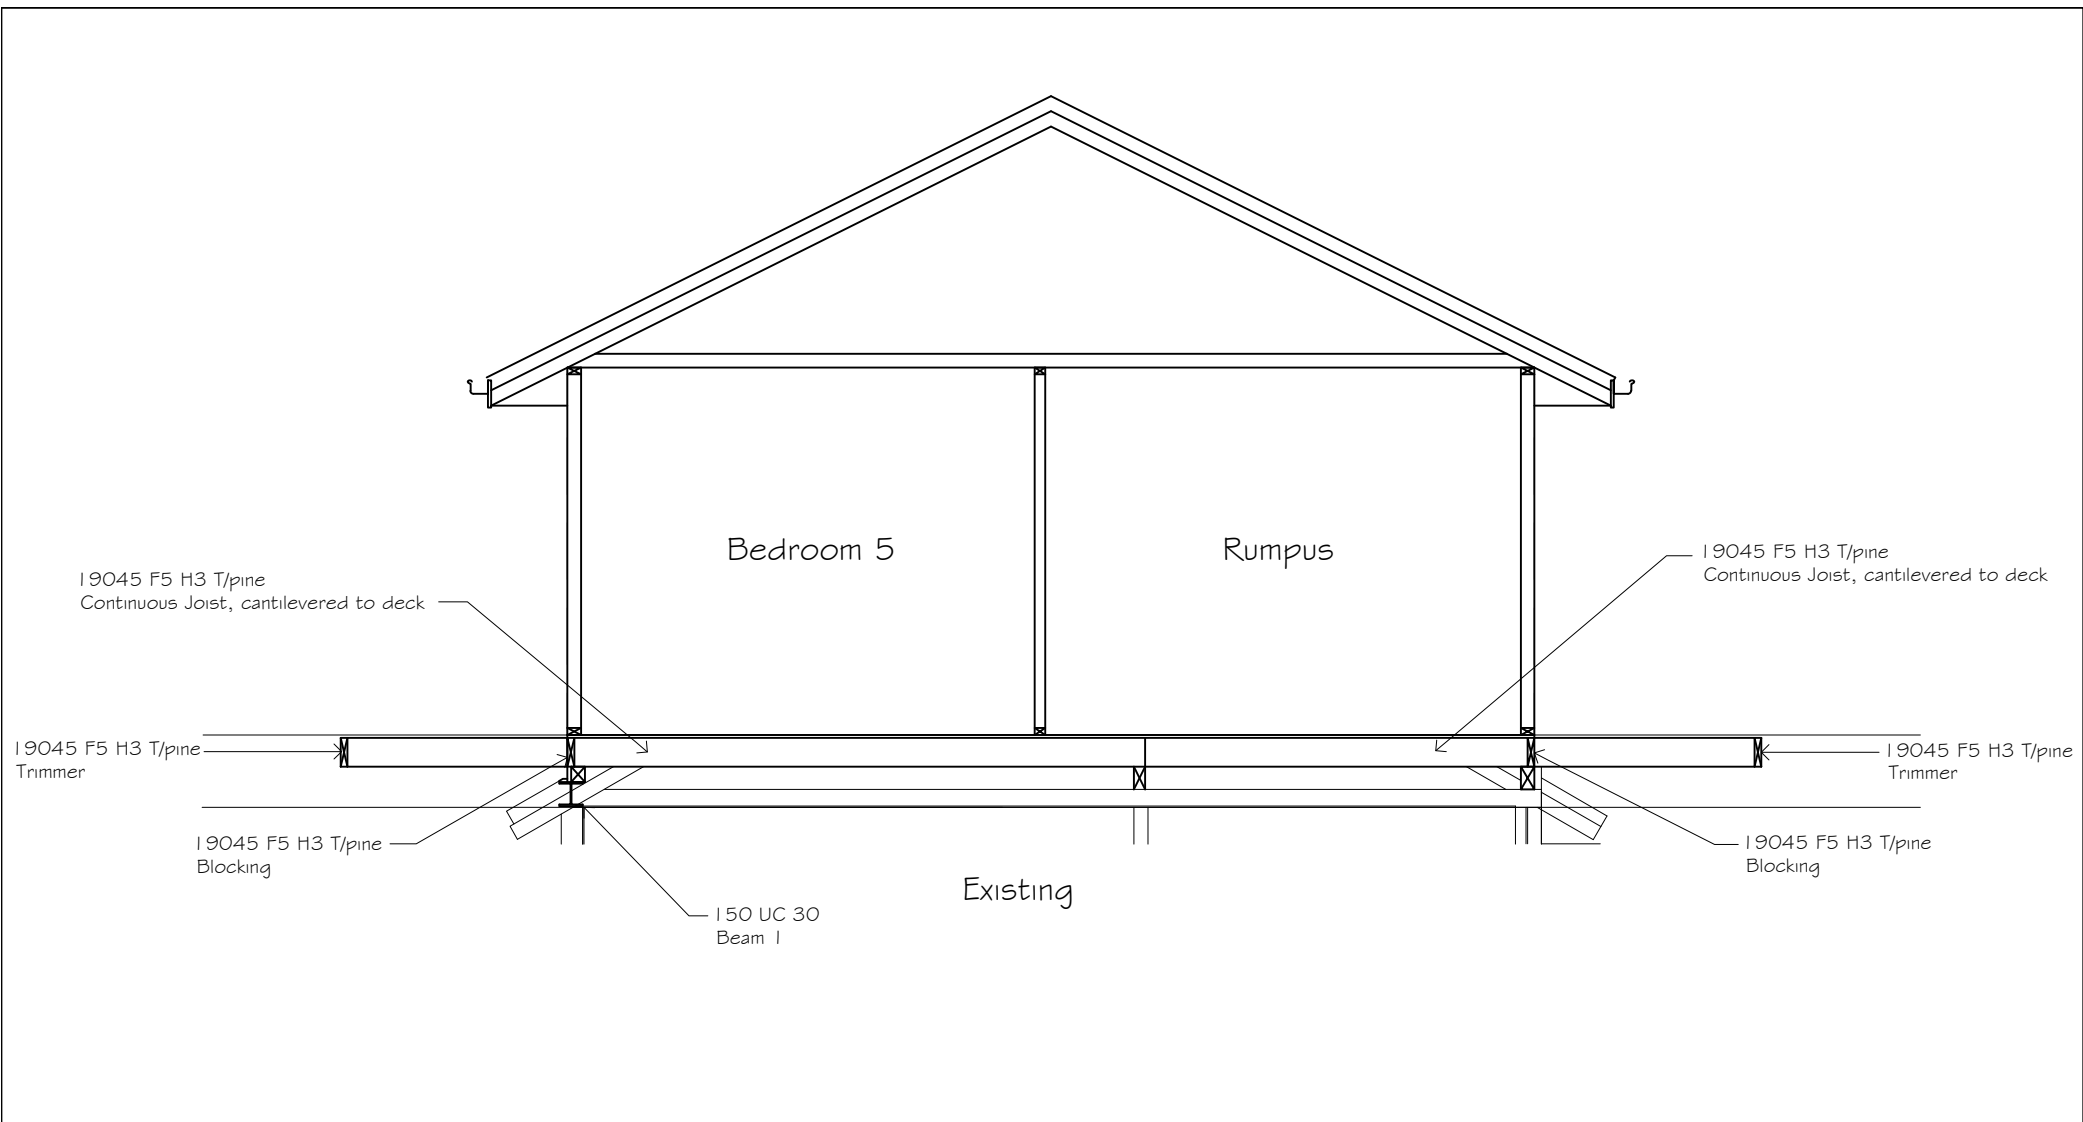 Bedroom 5
Rumpus
19045 F5 H3 T/pine
Continuous Joist, cantilevered to deck
19045 F5 H3 T/pine
Continuous Joist, cantilevered to deck
19045 F5 H3 T/pine
Trimmer
19045 F5 H3 T/pine
Trimmer
19045 F5 H3 T/pine
Blocking
19045 F5 H3 T/pine
Blocking
Existing
150 UC 30
Beam 1